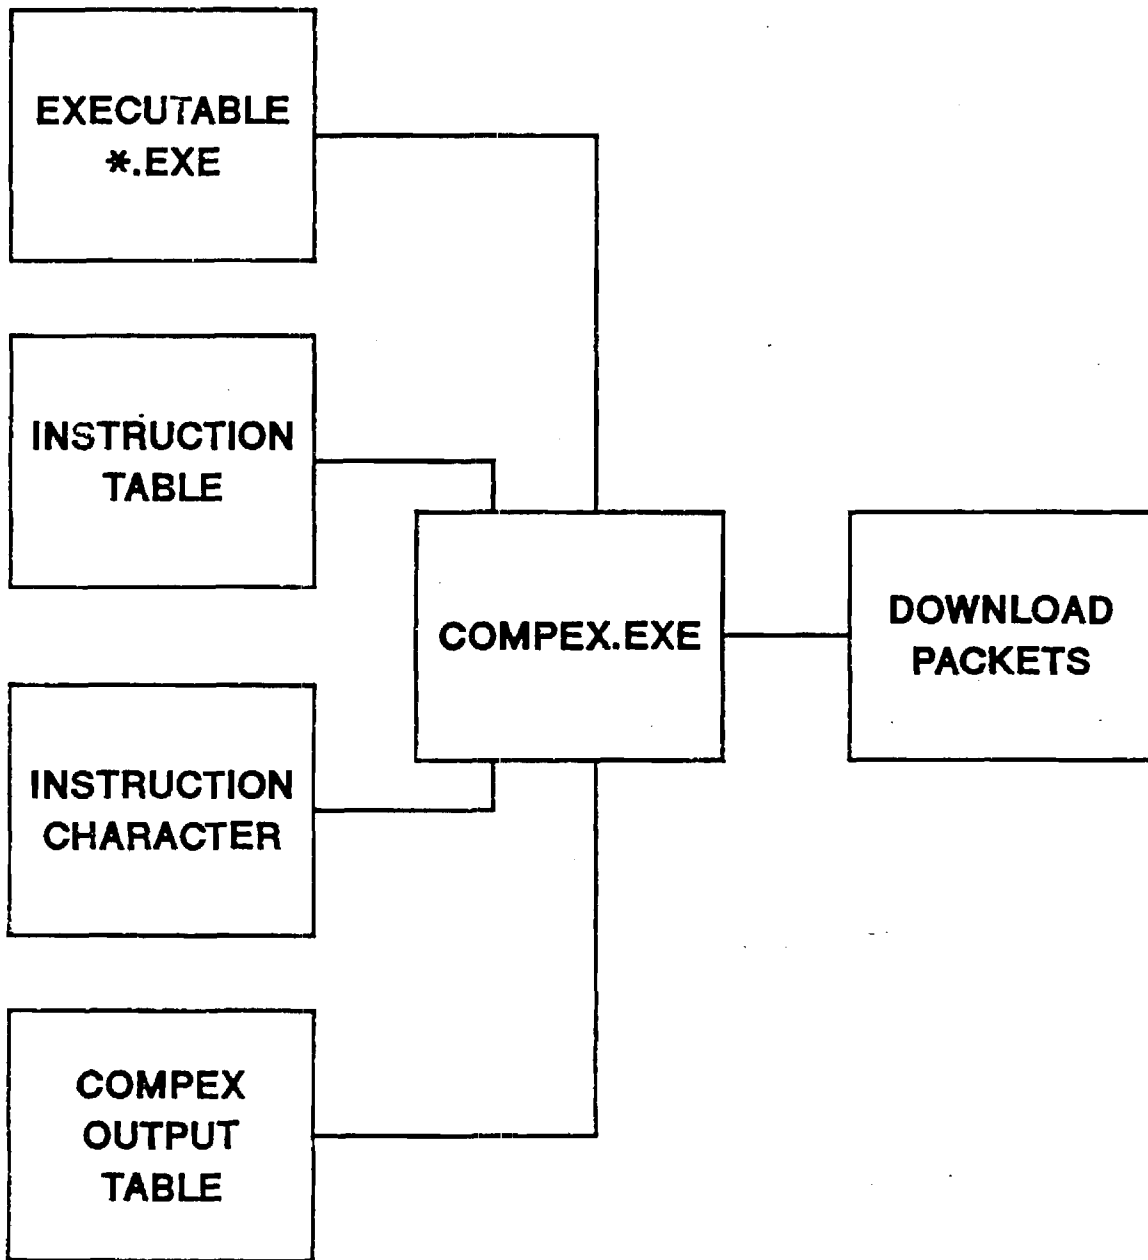 EXECUTABLE
*.EXE
INSTRUCTION
TABLE
COMPEX.EXE
DOWNLOAD
PACKETS
INSTRUCTION
CHARACTER
COMPEX
OUTPUT
TABLE